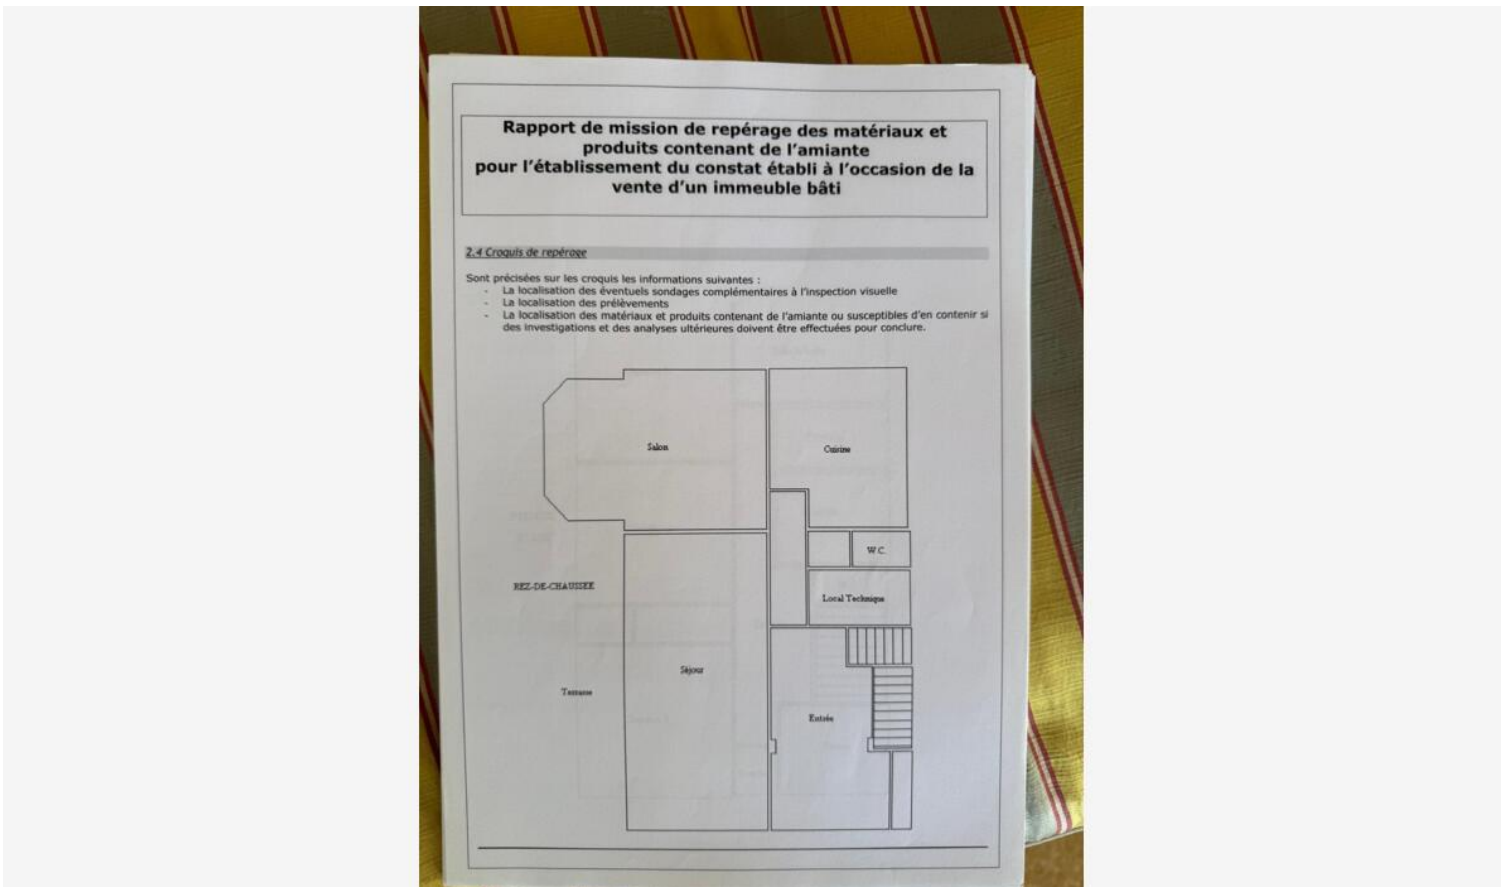 Rapport de mission de repérage des matériaux et
produits contenant de l'amiante
pour l'établissement du constat établi à l'occasion de la
vente d'un immeuble bâti
2.4 Croquis de repérage
Sont précisées sur les croquis les informations suivantes :
- La localisation des éventuels sondages complémentaires à l'inspection visuelle
- La localisation des prélèvements
- La localisation des matériaux et produits contenant de l'amiante ou susceptibles d'en contenir si
des investigations et des analyses ultérieures doivent être effectuées pour conclure.
Salon
Cuisine
W.C.
REZ-DE-CHAUSSEE
Local Technique
Séjour
Terrasse
Entrée